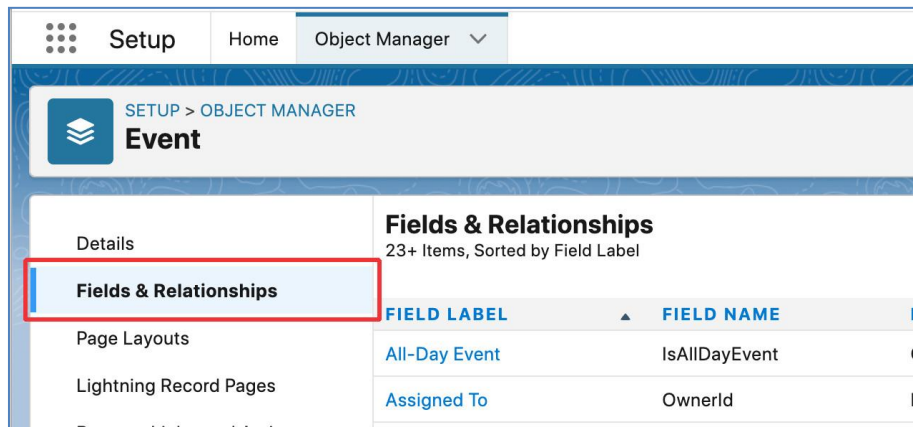 Setup Home Object Manager
SETUP > OBJECT MANAGER
Event
Details
Fields & Relationships
Page Layouts
Lightning Record Pages
Fields & Relationships
23+ Items, Sorted by Field Label
FIELD LABEL FIELD NAME
All-Day Event IsAllDayEvent
Assigned To OwnerId